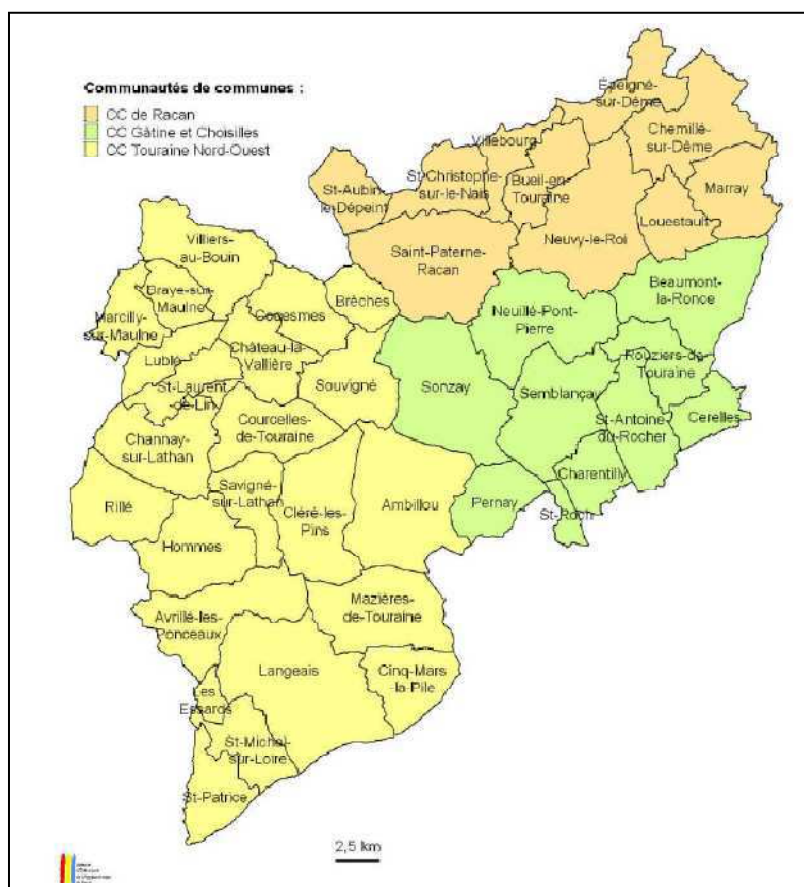 Communautés de communes :
CC de Racan
CC Gâtine et Choisilles
CC Touraine Nord-Ouest
Épeigné-
sur-Dême
Chemillé-
sur-Dême
Villebourg
St-Christophe-
sur-le-Nais
Bueil-en-
Touraine
Marray
St-Aubin-
le-Dépeint
Louestault
Neuvy-le-Roi
Saint-Paterne-
Racan
Villiers-
au-Bouin
Beaumont-
la-Ronce
Braye-sur-
Maulne
Brèches
Marcilly-
sur-Maulne
Couesmes
Neuillé-Pont-
Pierre
Château-la-
Vallière
Lublé
Rouziers-de-
Touraine
St-Laurent-
de-Lin
Souvigné
Sonzay
Semblançay
St-Antoine-
du-Rocher
Cerelles
Courcelles-
de-Touraine
Channay-
sur-Lathan
Charentilly
Savigné-
sur-Lathan
Rillé
Cléré-les-
Pins
Ambillou
Pernay
St-Roch
Hommes
Mazières-
de-Touraine
Avrillé-les-
Ponceaux
Langeais
Cinq-Mars-
la-Pile
Les
Essards
St-Michel-
sur-Loire
St-Patrice
2,5 km